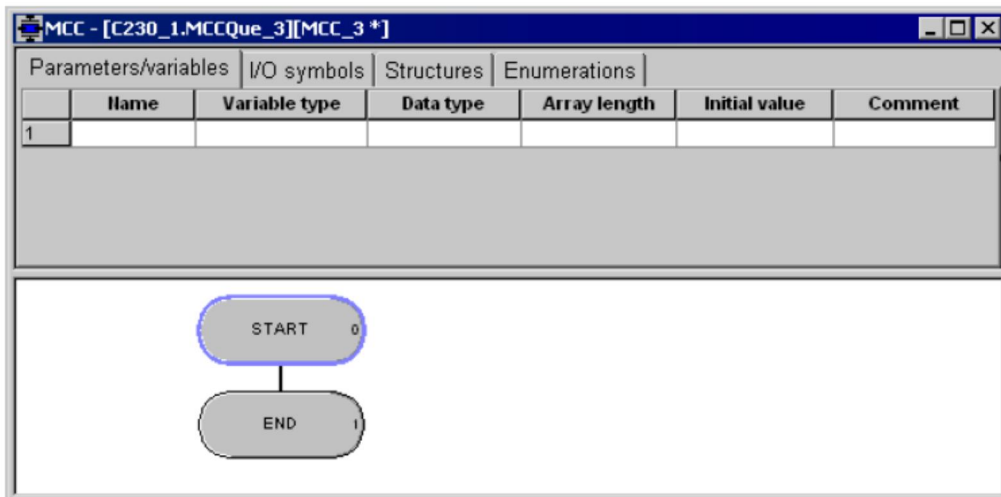 MCC - [C230_1.MCCQue_3][MCC_3 *]
Parameters/variables I/O symbols Structures Enumerations
Name Variable type Data type Array length Initial value Comment
1
START 0
END 1